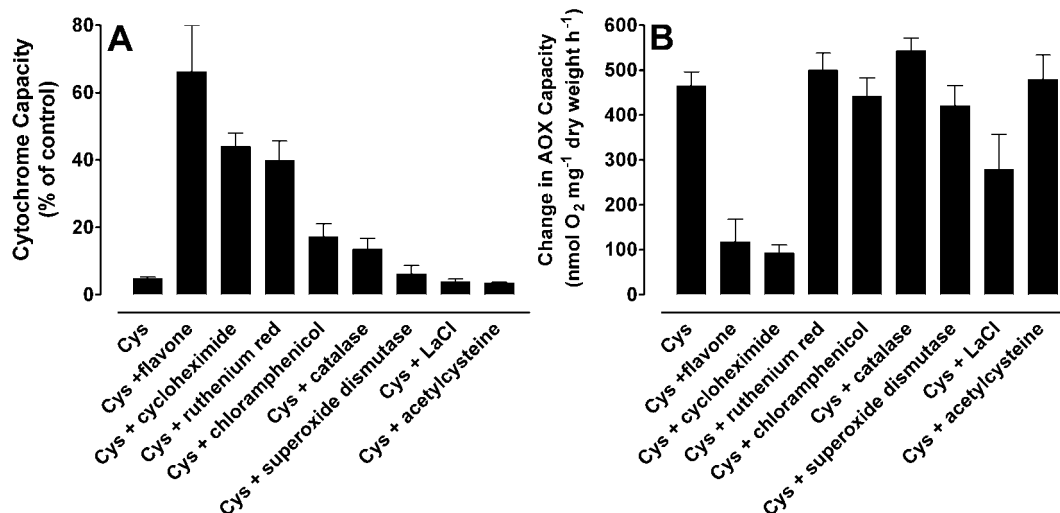 A
Cytochrome Capacity
(% of control)
80
60
40
20
0
Cys
Cys +flavone
Cys + cycloheximide
Cys + ruthenium red
Cys + chloramphenicol
Cys + catalase
Cys + superoxide dismutase
Cys + LaCl
Cys + acetylcysteine
B
Change in AOX Capacity
(nmol O₂ mg⁻¹ dry weight h⁻¹)
600
500
400
300
200
100
0
Cys
Cys +flavone
Cys + cycloheximide
Cys + ruthenium red
Cys + chloramphenicol
Cys + catalase
Cys + superoxide dismutase
Cys + LaCl
Cys + acetylcysteine